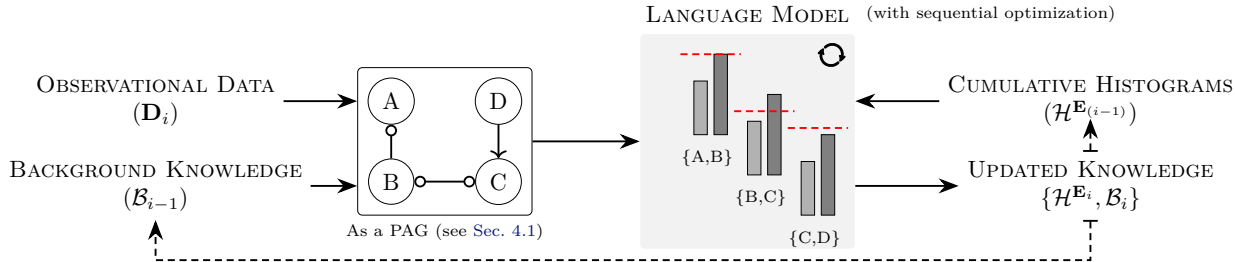 LANGUAGE MODEL (with sequential optimization)
OBSERVATIONAL DATA
(D_i)
BACKGROUND KNOWLEDGE
(B_{i−1})
A D
B C
As a PAG (see Sec. 4.1)
{A,B}
{B,C}
{C,D}
CUMULATIVE HISTOGRAMS
(H^{E_{(i−1)}})
UPDATED KNOWLEDGE
{H^{E_i}, B_i}